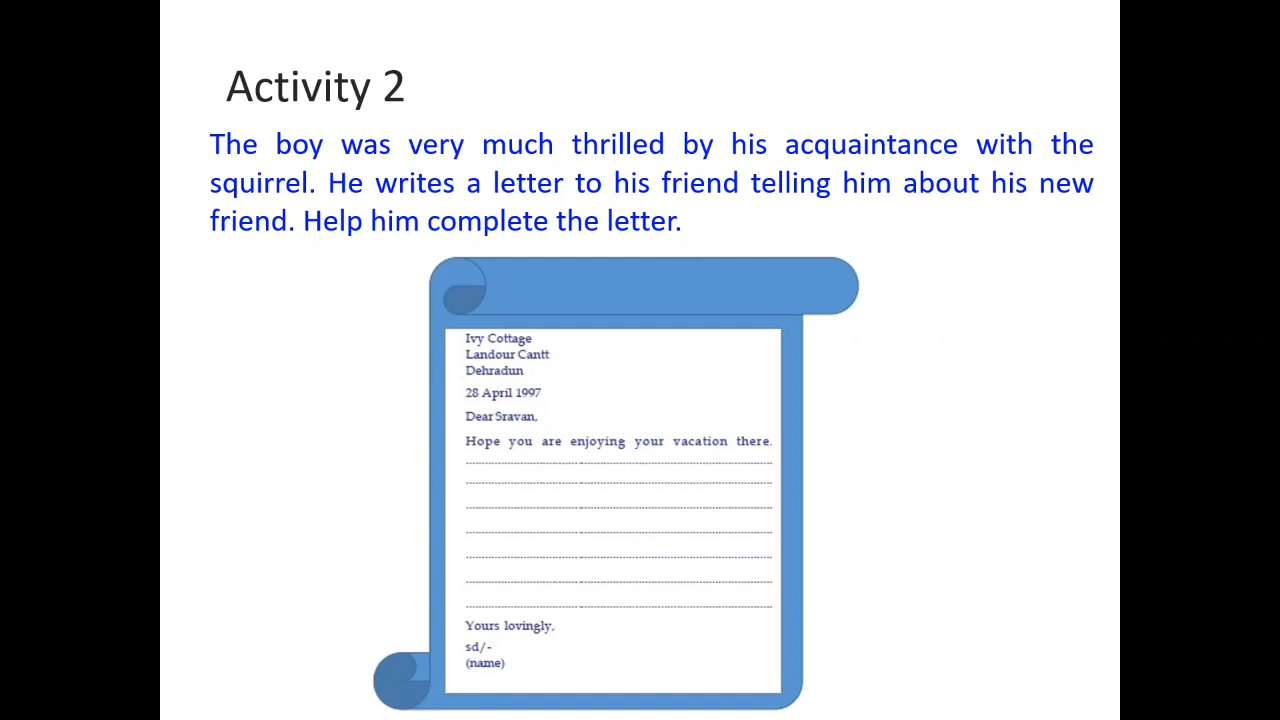 Activity 2
The boy was very much thrilled by his acquaintance with the
squirrel. He writes a letter to his friend telling him about his new
friend. Help him complete the letter.
Ivy Cottage
Landour Cantt
Dehradun
28 April 1997
Dear Sravan,
Hope you are enjoying your vacation there.
Yours lovingly,
sd/-
(name)